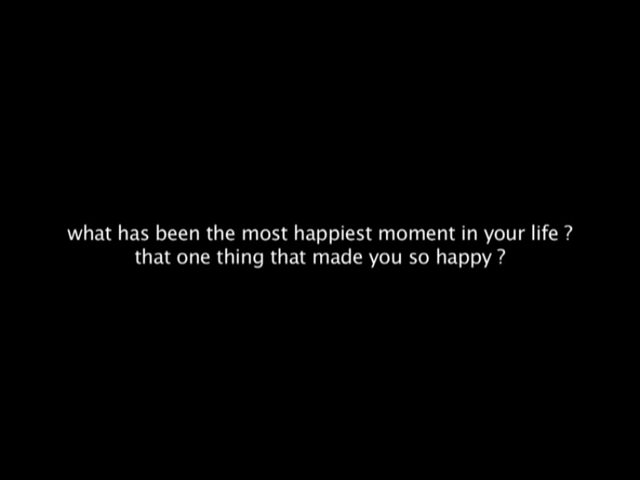 what has been the most happiest moment in your life ?
that one thing that made you so happy ?